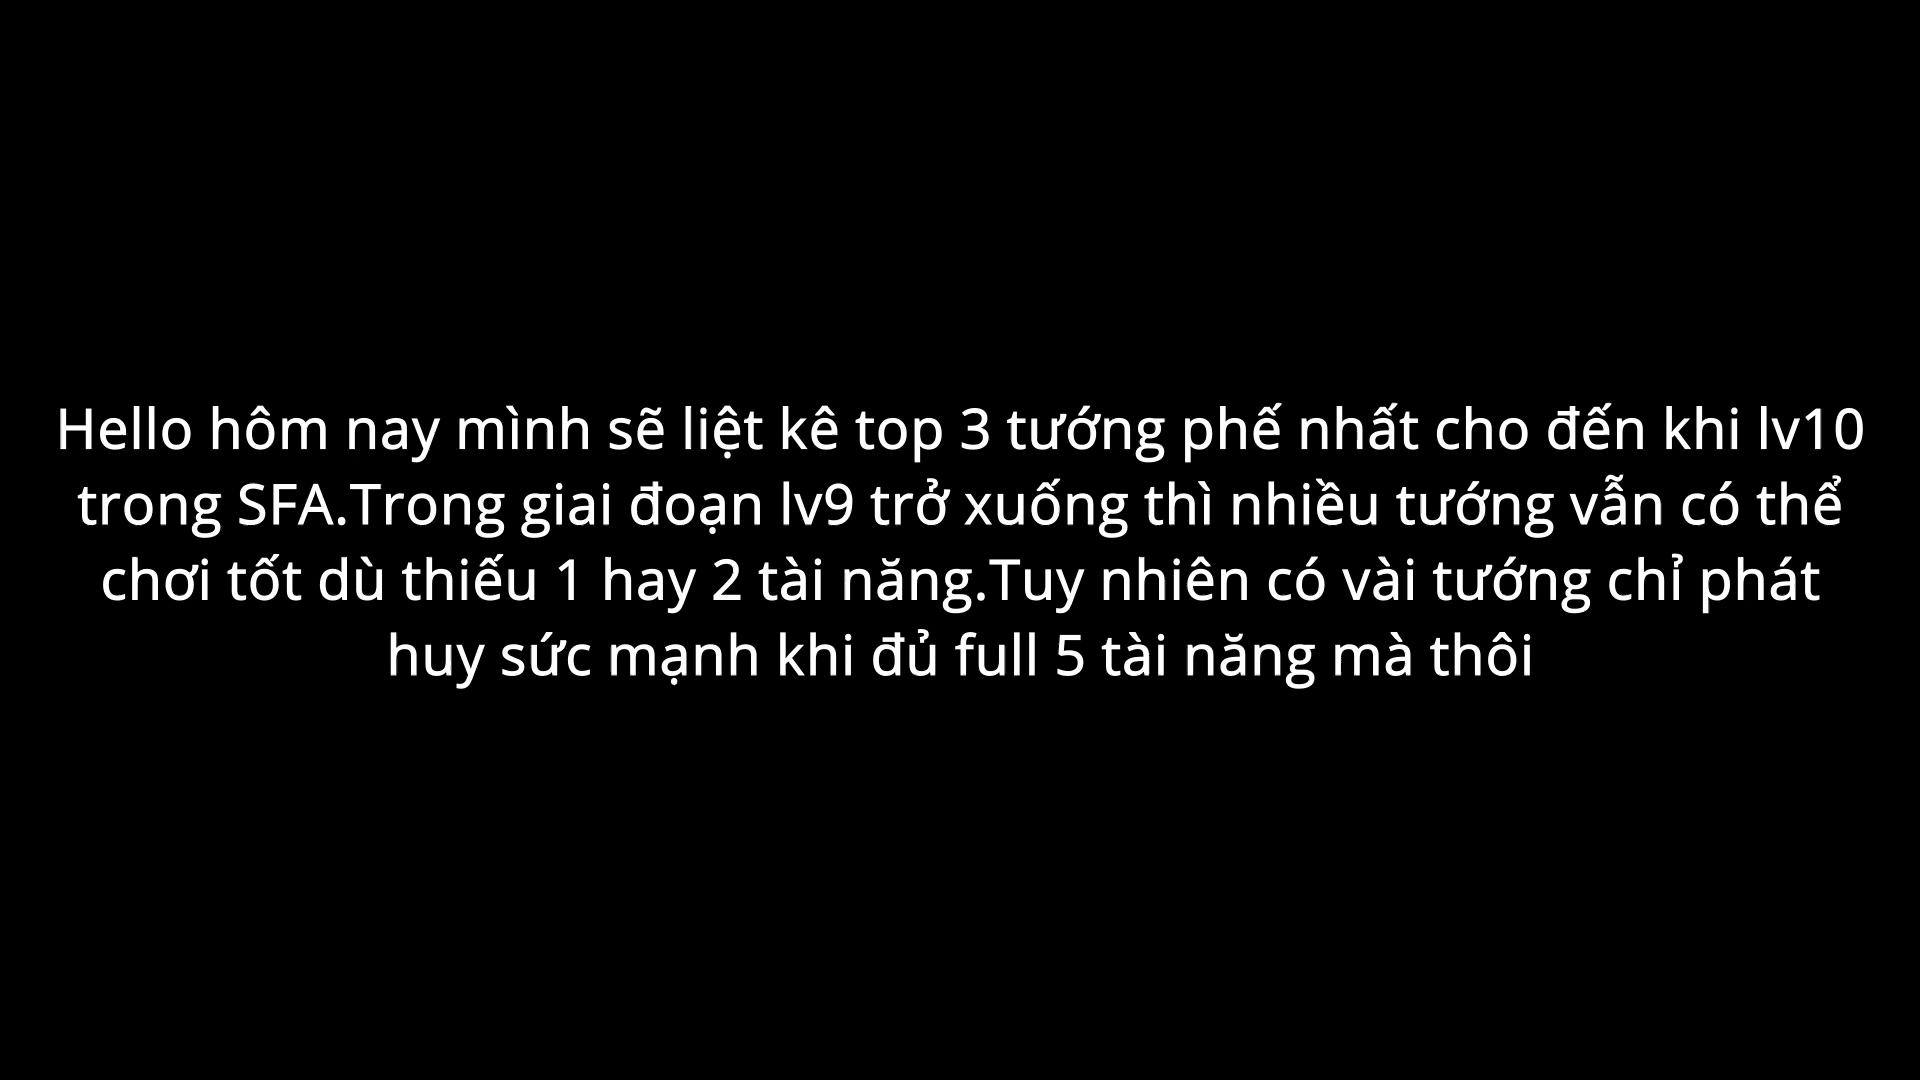 Hello hôm nay mình sẽ liệt kê top 3 tướng phế nhất cho đến khi lv10
trong SFA.Trong giai đoạn lv9 trở xuống thì nhiều tướng vẫn có thể
chơi tốt dù thiếu 1 hay 2 tài năng.Tuy nhiên có vài tướng chỉ phát
huy sức mạnh khi đủ full 5 tài năng mà thôi